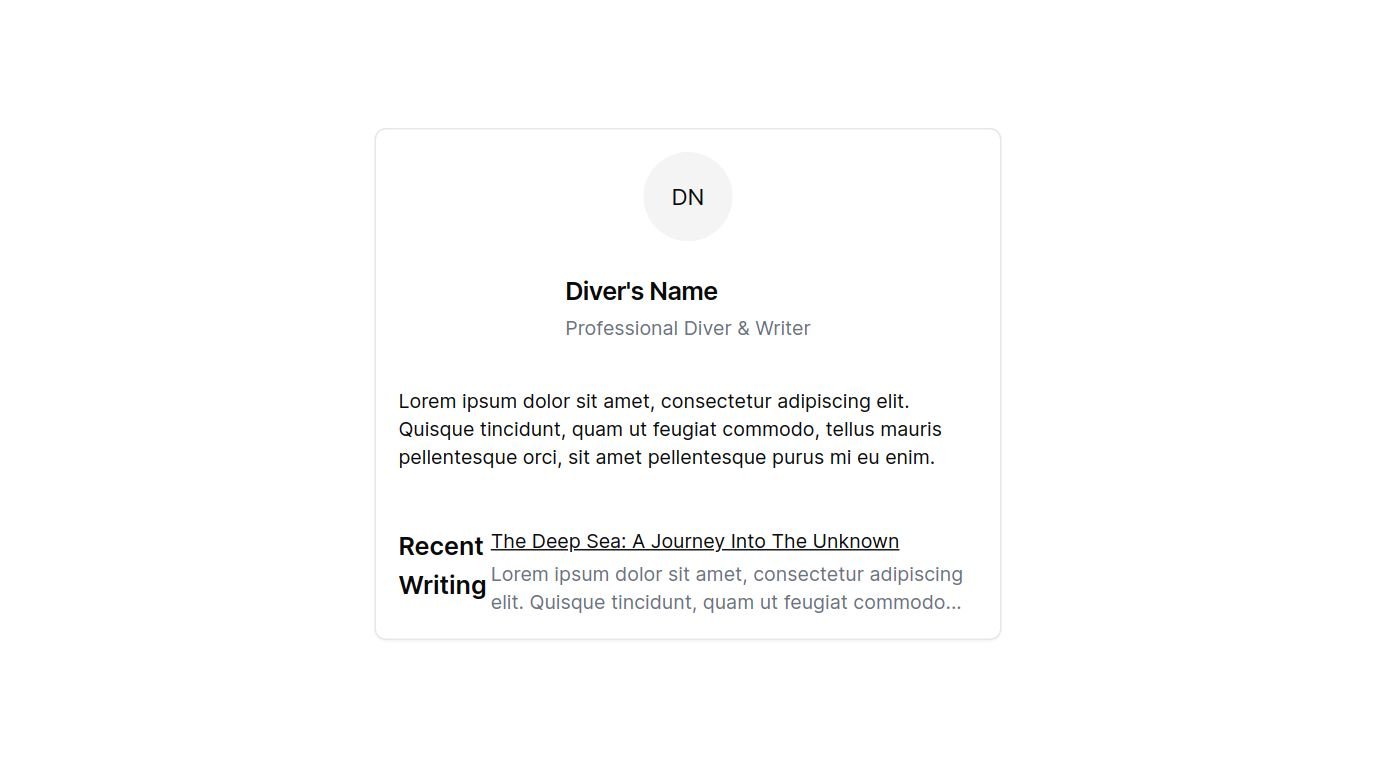 DN
Diver's Name
Professional Diver & Writer
Lorem ipsum dolor sit amet, consectetur adipiscing elit.
Quisque tincidunt, quam ut feugiat commodo, tellus mauris
pellentesque orci, sit amet pellentesque purus mi eu enim.
Recent
Writing
The Deep Sea: A Journey Into The Unknown
Lorem ipsum dolor sit amet, consectetur adipiscing
elit. Quisque tincidunt, quam ut feugiat commodo...